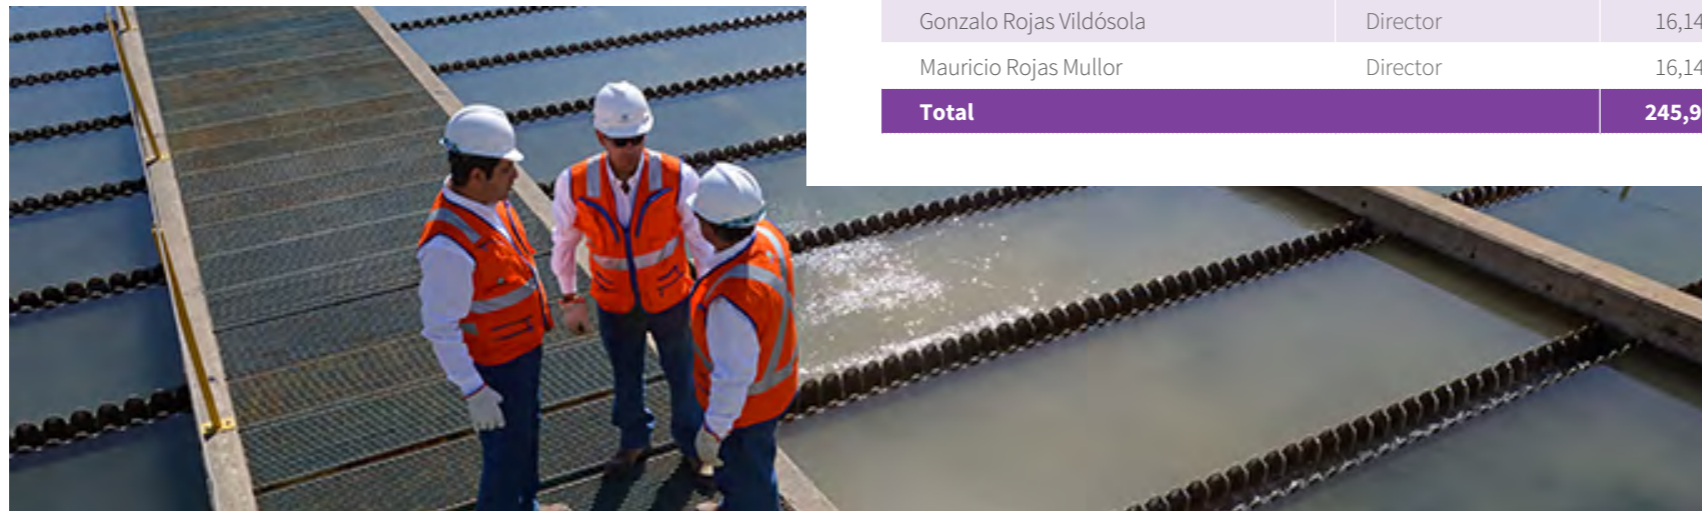 Gonzalo Rojas Vildósola Director 16,14
Mauricio Rojas Mullor Director 16,14
Total 245,9